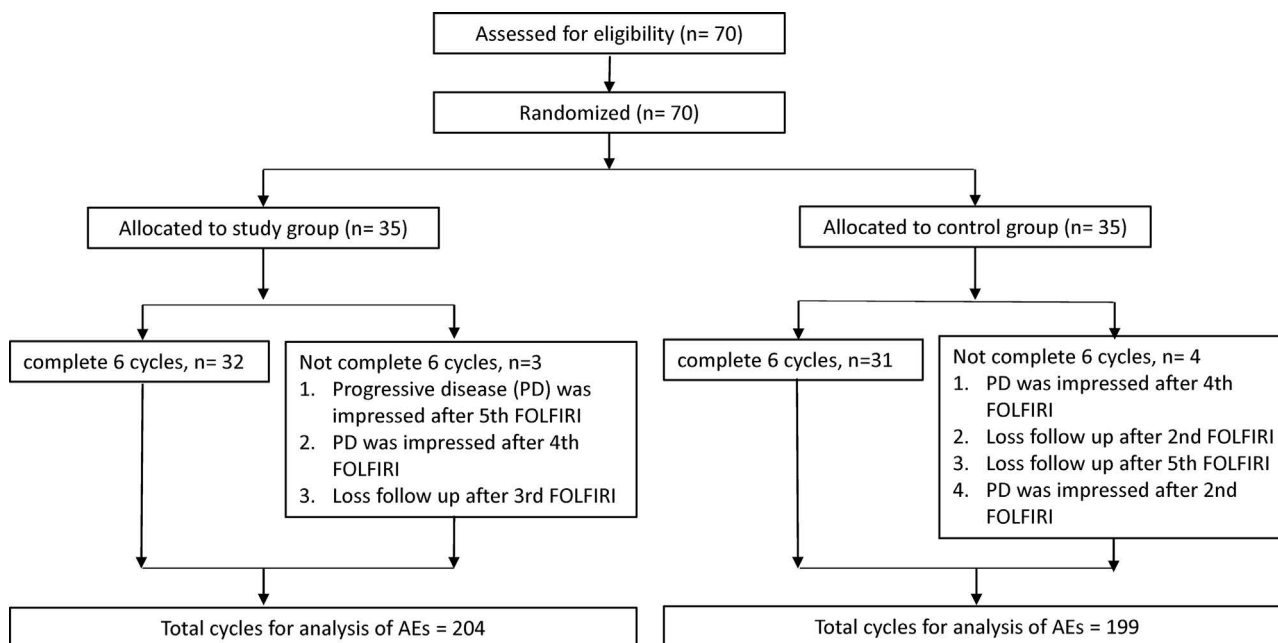 Assessed for eligibility (n= 70)
Randomized (n= 70)
Allocated to study group (n= 35)
Allocated to control group (n= 35)
complete 6 cycles, n= 32
Not complete 6 cycles, n=3
1. Progressive disease (PD) was
impressed after 5th FOLFIRI
2. PD was impressed after 4th
FOLFIRI
3. Loss follow up after 3rd FOLFIRI
complete 6 cycles, n=31
Not complete 6 cycles, n= 4
1. PD was impressed after 4th
FOLFIRI
2. Loss follow up after 2nd FOLFIRI
3. Loss follow up after 5th FOLFIRI
4. PD was impressed after 2nd
FOLFIRI
Total cycles for analysis of AEs = 204
Total cycles for analysis of AEs = 199